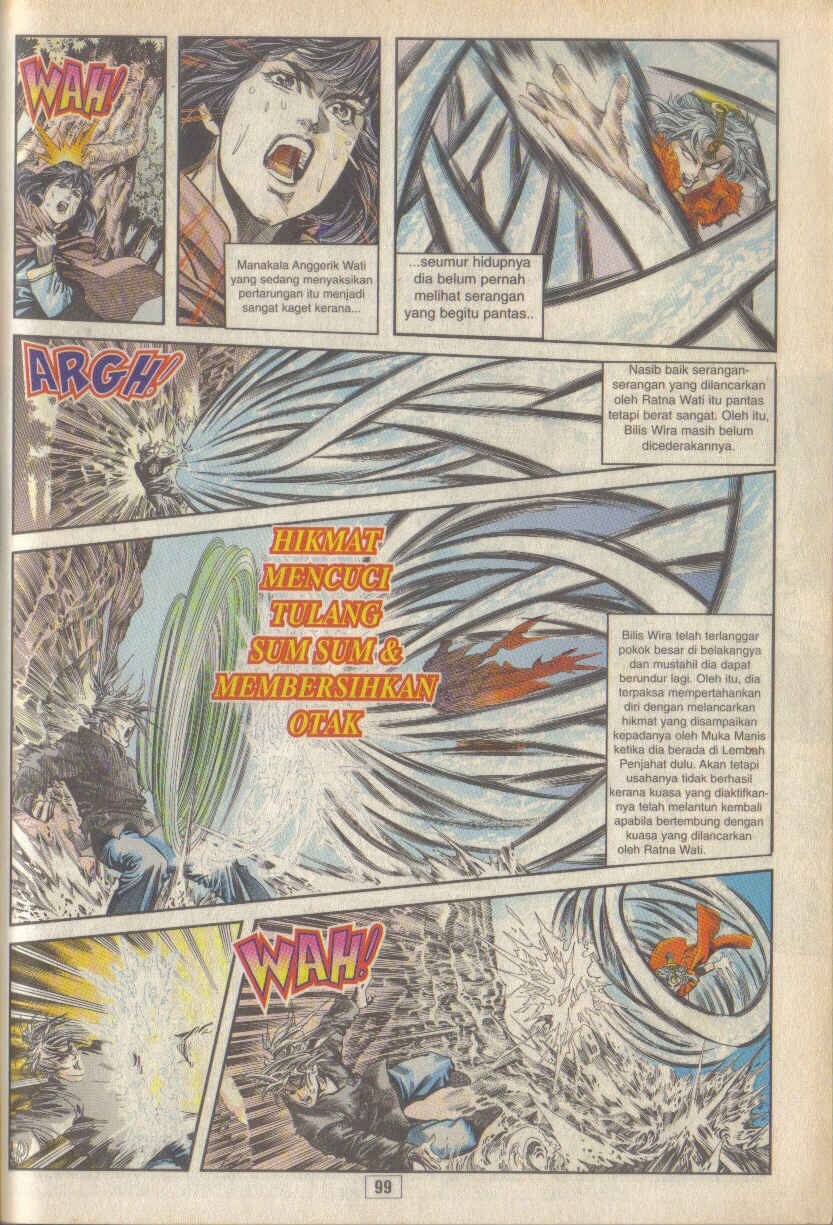 WAH!
Manakala Anggerik Wati
yang sedang menyaksikan
pertarungan itu menjadi
sangat kaget kerana...
...seumur hidupnya
dia belum pernah
melihat serangan
yang begitu pantas..
ARGH!
Nasib baik serangan-
serangan yang dilancarkan
oleh Ratna Wati itu pantas
tetapi berat sangat. Oleh itu,
Bilis Wira masih belum
dicederakannya.
HIKMAT
MENCUCI
TULANG
SUM SUM &
MEMBERSIHKAN
OTAK
Bilis Wira telah terlanggar
pokok besar di belakangya
dan mustahil dia dapat
berundur lagi. Oleh itu, dia
terpaksa mempertahankan
diri dengan melancarkan
hikmat yang disampaikan
kepadanya oleh Muka Manis
ketika dia berada di Lembah
Penjahat dulu. Akan tetapi
usahanya tidak berhasil
kerana kuasa yang diaktifkan-
nya telah melantun kembali
apabila bertembung dengan
kuasa yang dilancarkan
oleh Ratna Wati.
WAH!
99